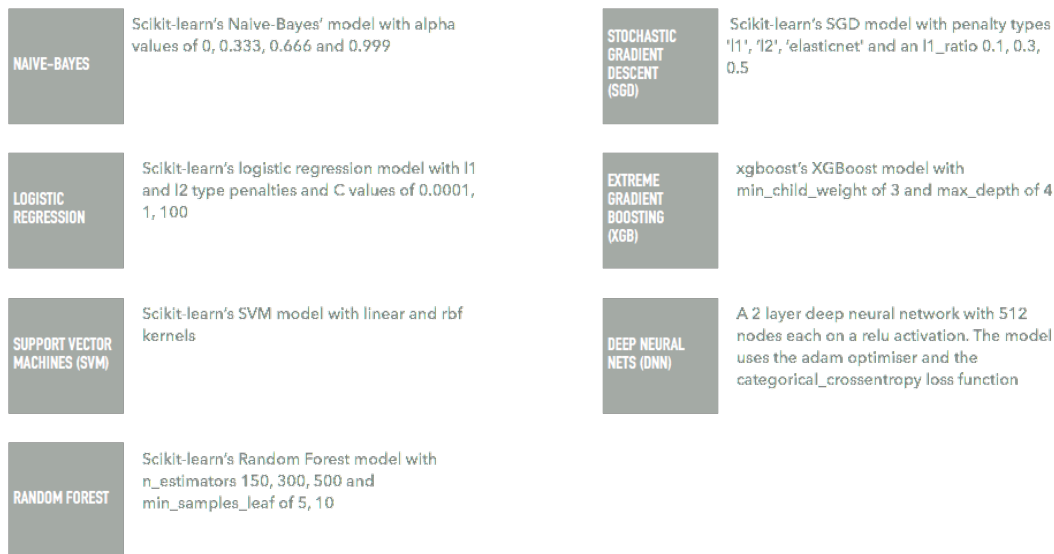 NAIVE-BAYES
Scikit-learn's Naive-Bayes' model with alpha
values of 0, 0.333, 0.666 and 0.999
LOGISTIC
REGRESSION
Scikit-learn's logistic regression model with l1
and l2 type penalties and C values of 0.0001,
1, 100
SUPPORT VECTOR
MACHINES (SVM)
Scikit-learn's SVM model with linear and rbf
kernels
RANDOM FOREST
Scikit-learn's Random Forest model with
n_estimators 150, 300, 500 and
min_samples_leaf of 5, 10
STOCHASTIC
GRADIENT
DESCENT
(SGD)
Scikit-learn's SGD model with penalty types
'l1', 'l2', 'elasticnet' and an l1_ratio 0.1, 0.3,
0.5
EXTREME
GRADIENT
BOOSTING
(XGB)
xgboost's XGBoost model with
min_child_weight of 3 and max_depth of 4
DEEP NEURAL
NETS (DNN)
A 2 layer deep neural network with 512
nodes each on a relu activation. The model
uses the adam optimiser and the
categorical_crossentropy loss function